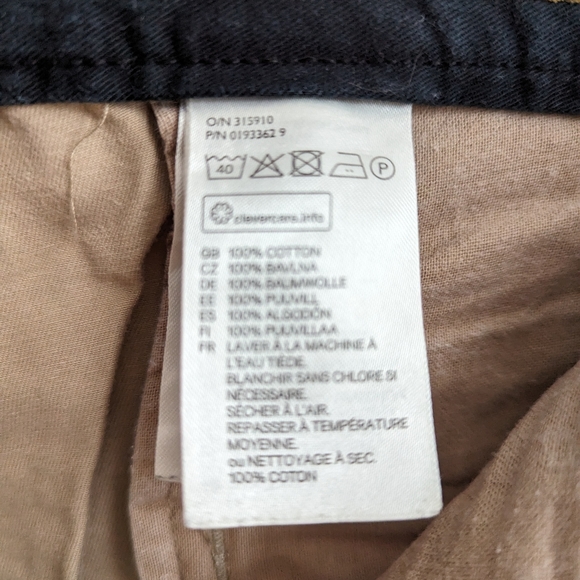 O/N 315910
P/N 0193362 9
40
P
clevercare.info
GB 100% COTTON
CZ 100% BAVLNA
DE 100% BAUMWOLLE
EE 100% PUUVILL
ES 100% ALGODÓN
FI 100% PUUVILLAA
FR LAVER À LA MACHINE À
L'EAU TIÈDE.
BLANCHIR SANS CHLORE SI
NÉCESSAIRE.
SÉCHER À L'AIR.
REPASSER À TEMPÉRATURE
MOYENNE.
ou NETTOYAGE À SEC.
100% COTON